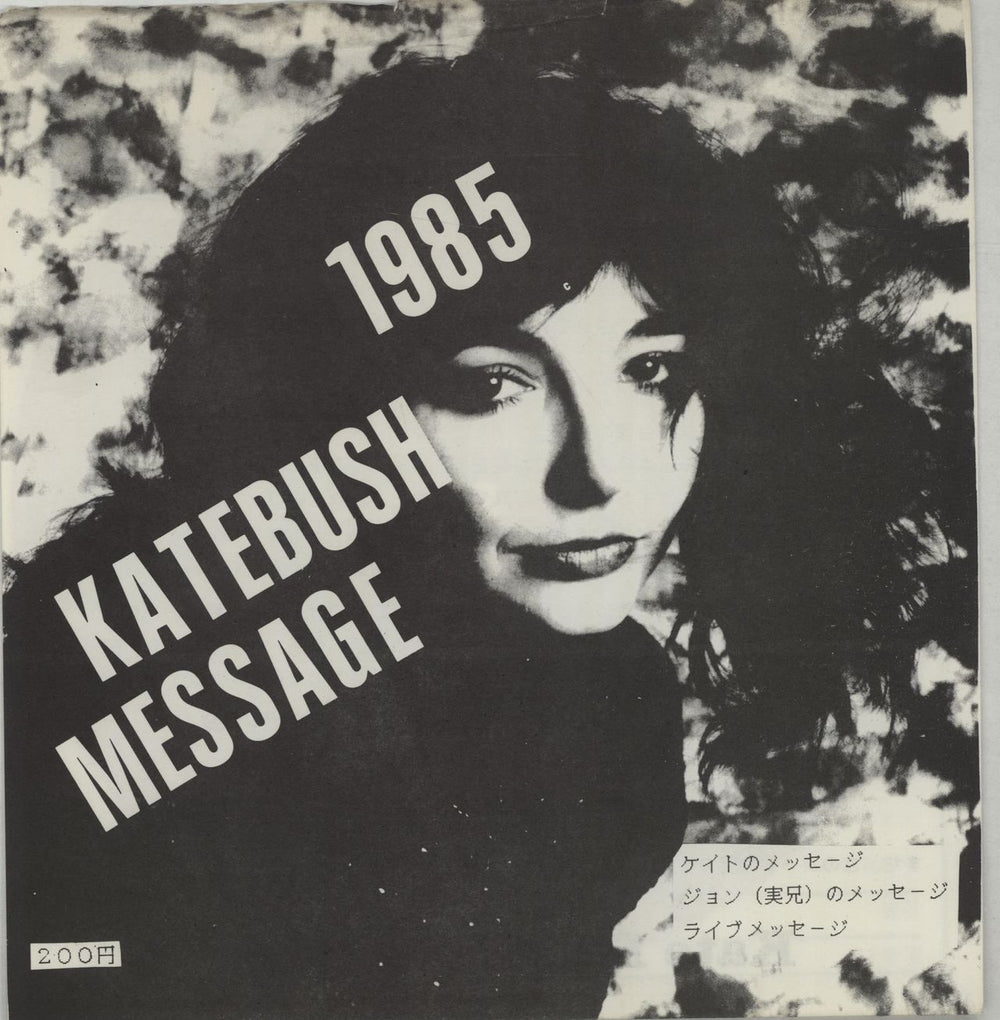 1985
KATEBUSH
MESSAGE
ケイトのメッセージ
ジョン（実兄）のメッセージ
ライヴメッセージ
200円